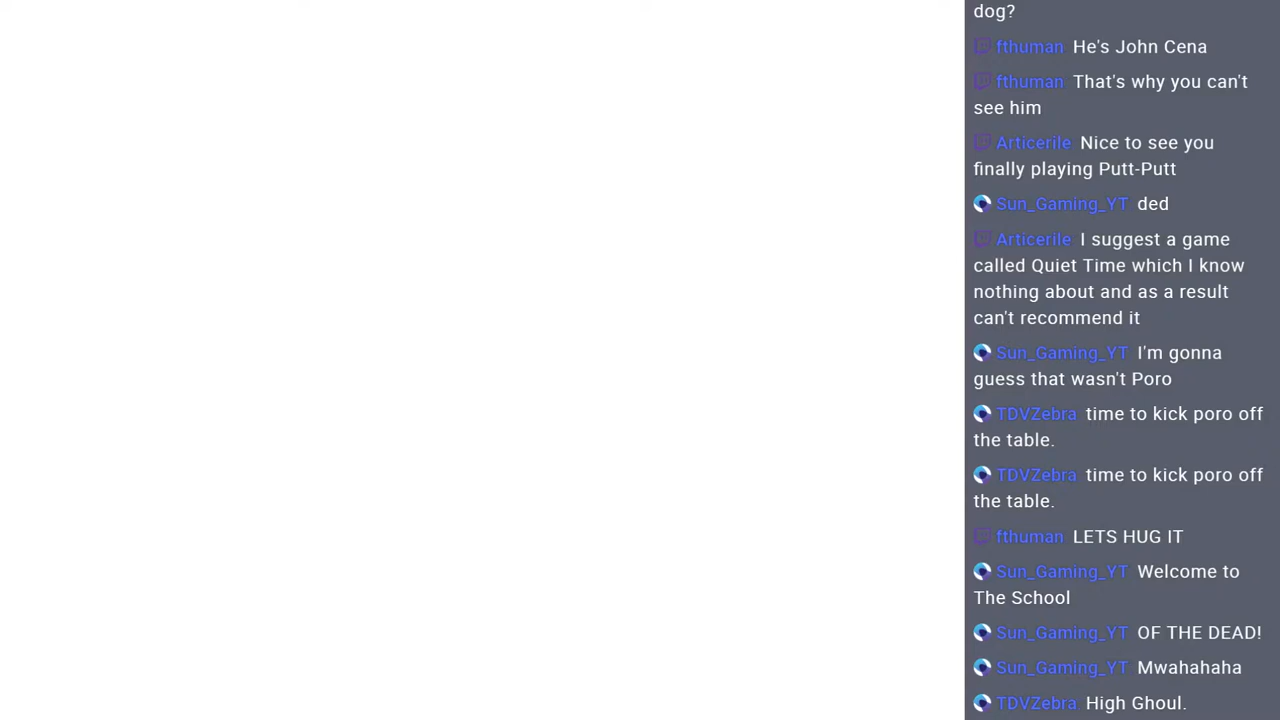 dog?
fthuman He's John Cena
fthuman That's why you can't
see him
Articerile Nice to see you
finally playing Putt-Putt
Sun_Gaming_YT ded
Articerile I suggest a game
called Quiet Time which I know
nothing about and as a result
can't recommend it
Sun_Gaming_YT I'm gonna
guess that wasn't Poro
TDVZebra time to kick poro off
the table.
TDVZebra time to kick poro off
the table.
fthuman LETS HUG IT
Sun_Gaming_YT Welcome to
The School
Sun_Gaming_YT OF THE DEAD!
Sun_Gaming_YT Mwahahaha
TDVZebra High Ghoul.